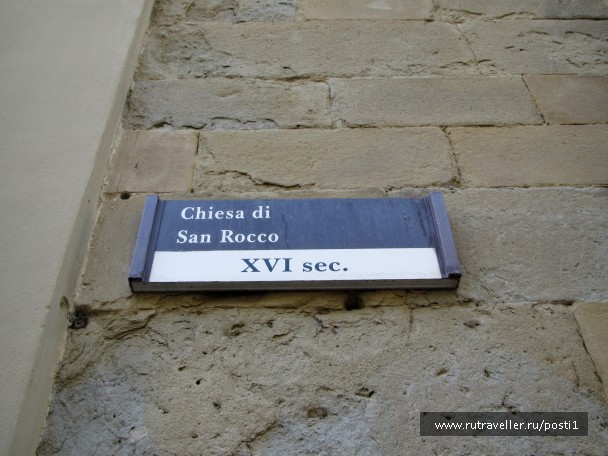 Chiesa di
San Rocco
XVI sec.
www.rutraveller.ru/posti1